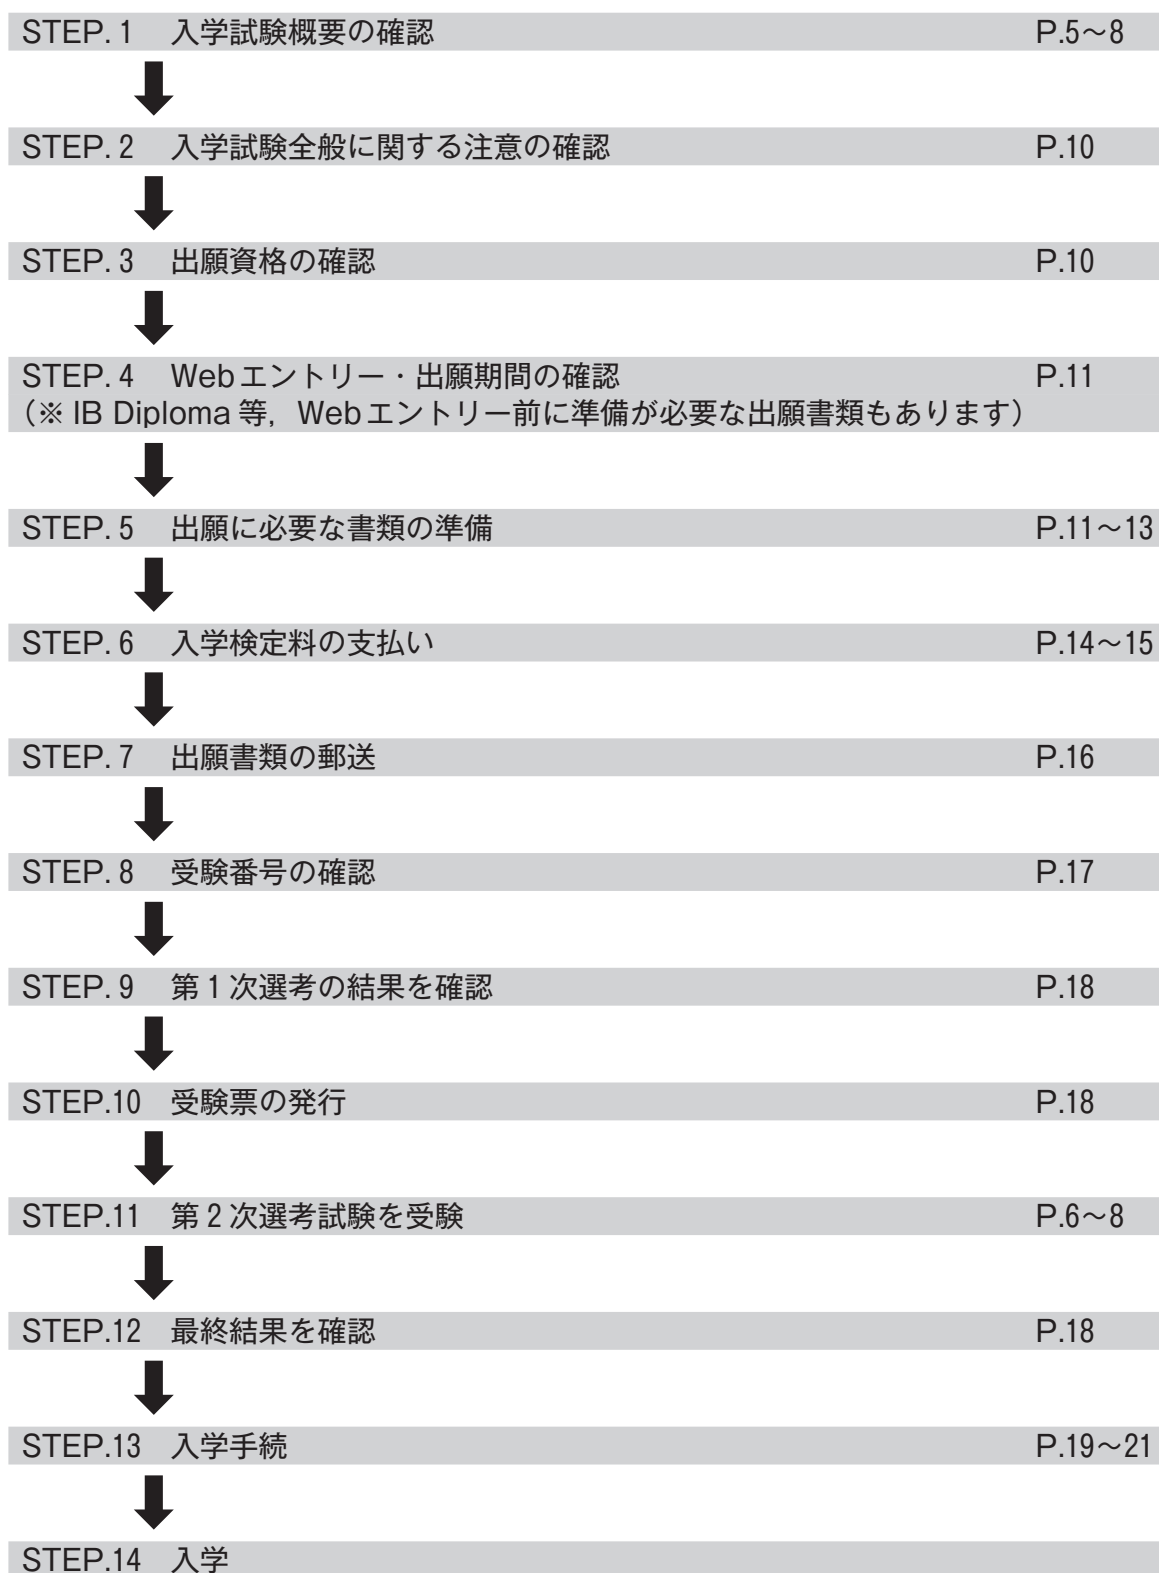 STEP. 1 入学試験概要の確認 P.5～8
STEP. 2 入学試験全般に関する注意の確認 P.10
STEP. 3 出願資格の確認 P.10
STEP. 4 Webエントリー・出願期間の確認 P.11
（※ IB Diploma 等，Webエントリー前に準備が必要な出願書類もあります）
STEP. 5 出願に必要な書類の準備 P.11～13
STEP. 6 入学検定料の支払い P.14～15
STEP. 7 出願書類の郵送 P.16
STEP. 8 受験番号の確認 P.17
STEP. 9 第1次選考の結果を確認 P.18
STEP.10 受験票の発行 P.18
STEP.11 第2次選考試験を受験 P.6～8
STEP.12 最終結果を確認 P.18
STEP.13 入学手続 P.19～21
STEP.14 入学